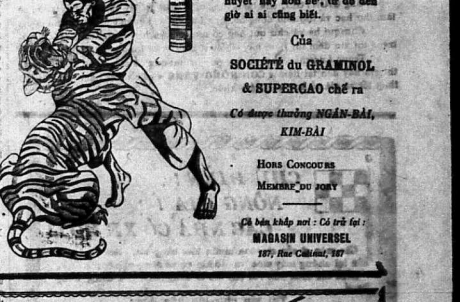 huyết hay hơn hết, từ đó đến
giờ ai ai cũng biết.
Của
SOCIÉTÉ du GRAMINOL
& SUPERCAO chế ra
Có được thưởng NGÂN-BÀI,
KIM-BÀI
HORS CONCOURS
MEMBRE DU JURY
Có bán khắp nơi : Có trữ tại :
MAGASIN UNIVERSEL
187, Rue Catinat, 187